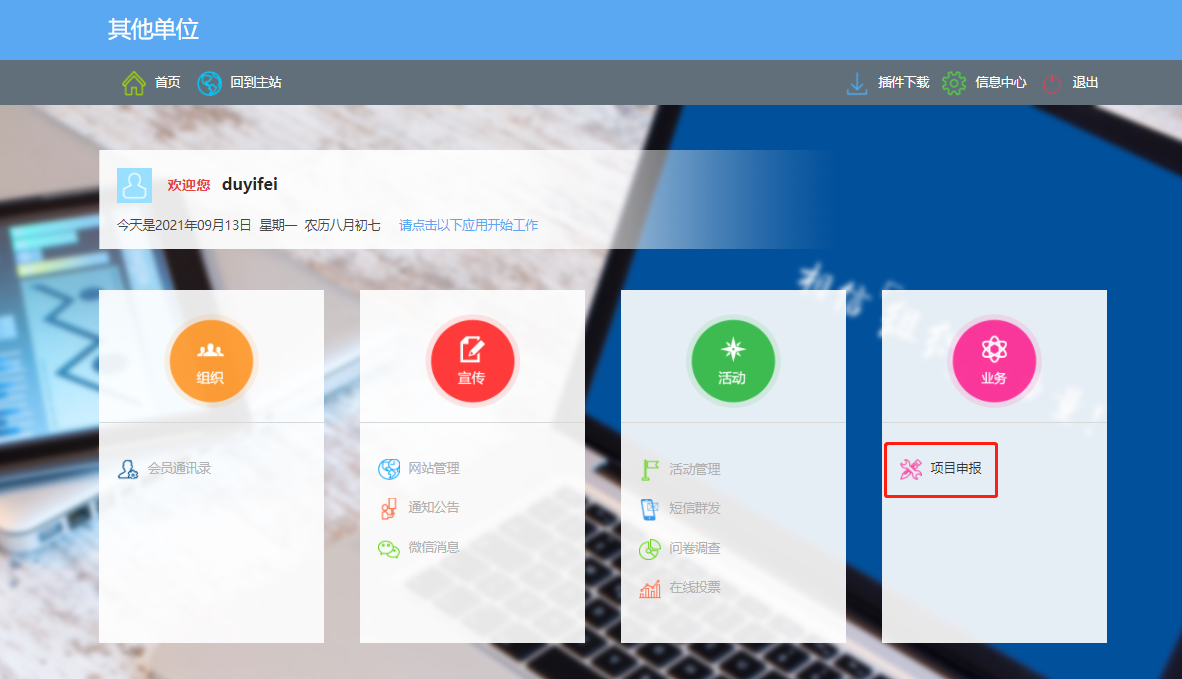 其他单位
首页 回到主站 插件下载 信息中心 退出
欢迎您 duyifei
今天是2021年09月13日 星期一 农历八月初七 请点击以下应用开始工作
相信 组织
组织 宣传 活动 业务
会员通讯录 网站管理 活动管理 项目申报
通知公告 短信群发
微信消息 问卷调查
在线投票